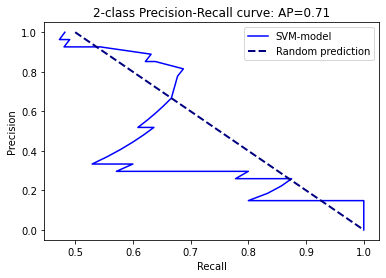 2-class Precision-Recall curve: AP=0.71
SVM-model
Random prediction
Precision
1.0
0.8
0.6
0.4
0.2
0.0
0.5 0.6 0.7 0.8 0.9 1.0
Recall